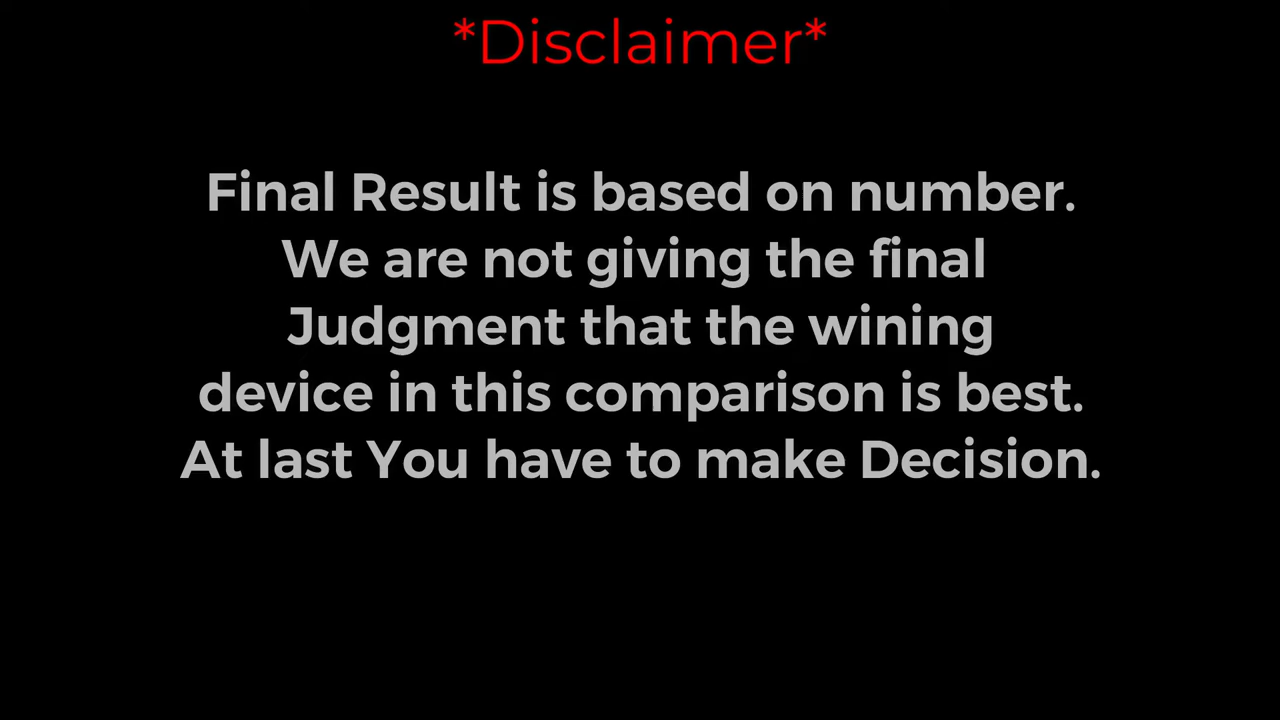 *Disclaimer*
Final Result is based on number.
We are not giving the final
Judgment that the wining
device in this comparison is best.
At last You have to make Decision.